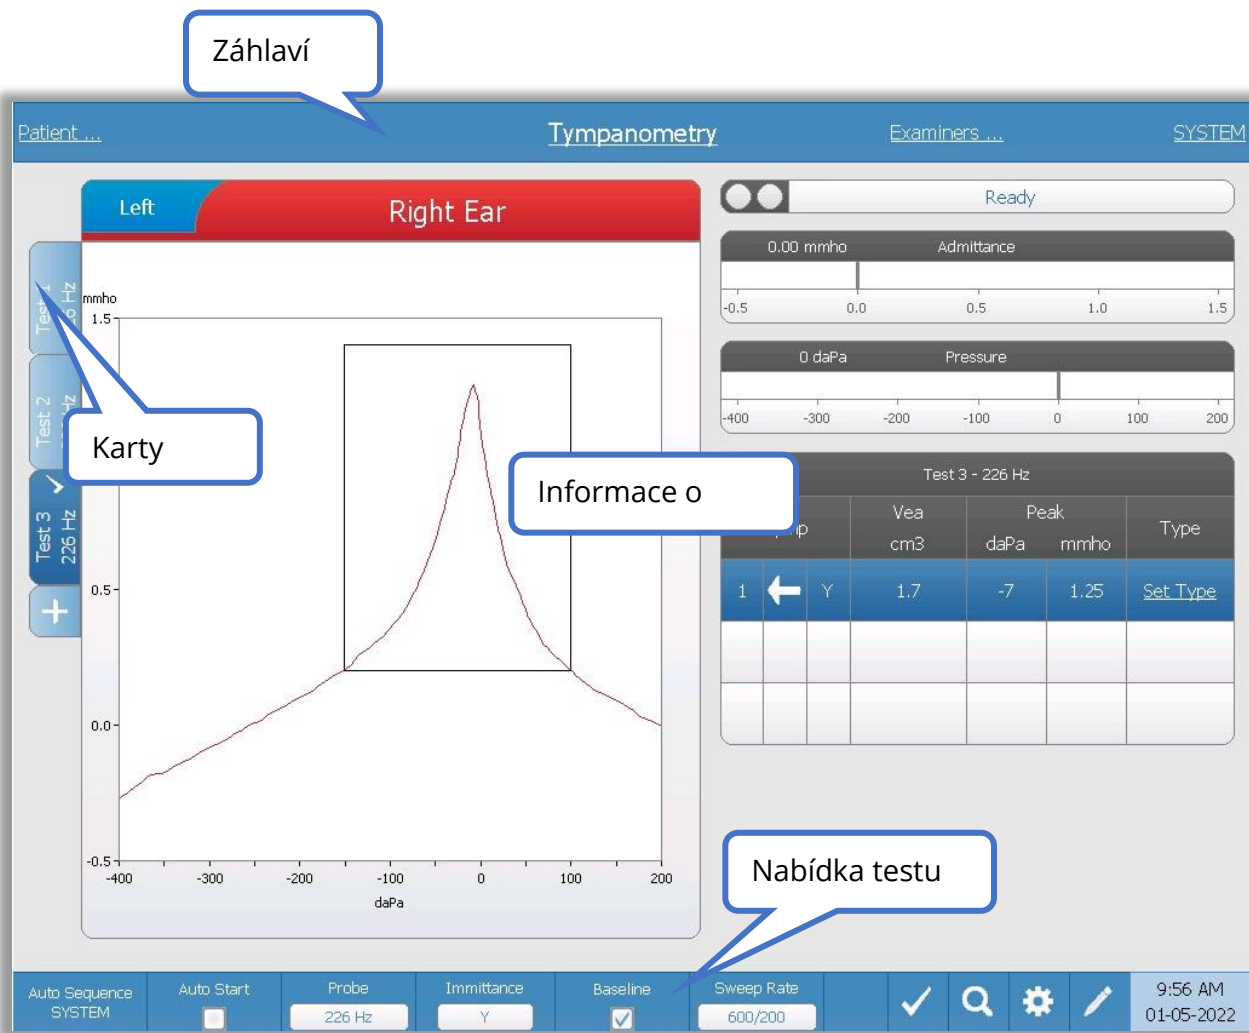 Záhlaví
Patient ...
Tympanometry
Examiners ...
SYSTEM
Left
Right Ear
Ready
0.00 mmho Admittance
-0.5 0.0 0.5 1.0 1.5
0 daPa Pressure
-400 -300 -200 -100 0 100 200
Test 1
Test 2
Test 3
226 Hz
Karty
Informace o
mmho
1.5
0.5
0.0
-0.5
-400 -300 -200 -100 0 100 200
daPa
Test 3 - 226 Hz
Vea Peak
cm3 daPa mmho Type
1 Y 1.7 -7 1.25 Set Type
Nabídka testu
Auto Sequence
SYSTEM
Auto Start
Probe
226 Hz
Immittance
Y
Baseline
Sweep Rate
600/200
9:56 AM
01-05-2022